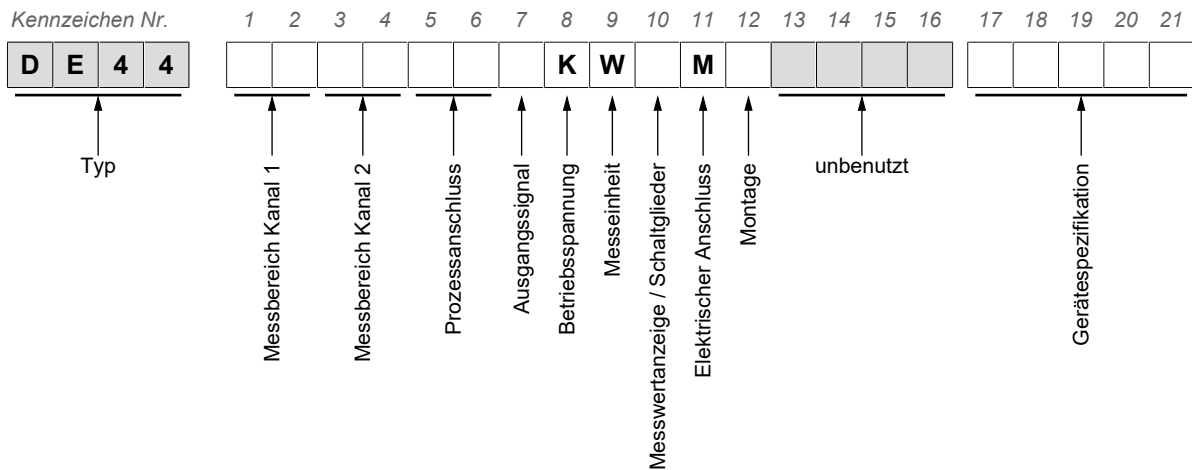 Kennzeichen Nr. 1 2 3 4 5 6 7 8 9 10 11 12 13 14 15 16 17 18 19 20 21
D E 4 4 K W M
Typ
Messbereich Kanal 1
Messbereich Kanal 2
Prozessanschluss
Ausgangssignal
Betriebsspannung
Messeinheit
Messwertanzeige / Schaltglieder
Elektrischer Anschluss
Montage
unbenutzt
Gerätespezifikation